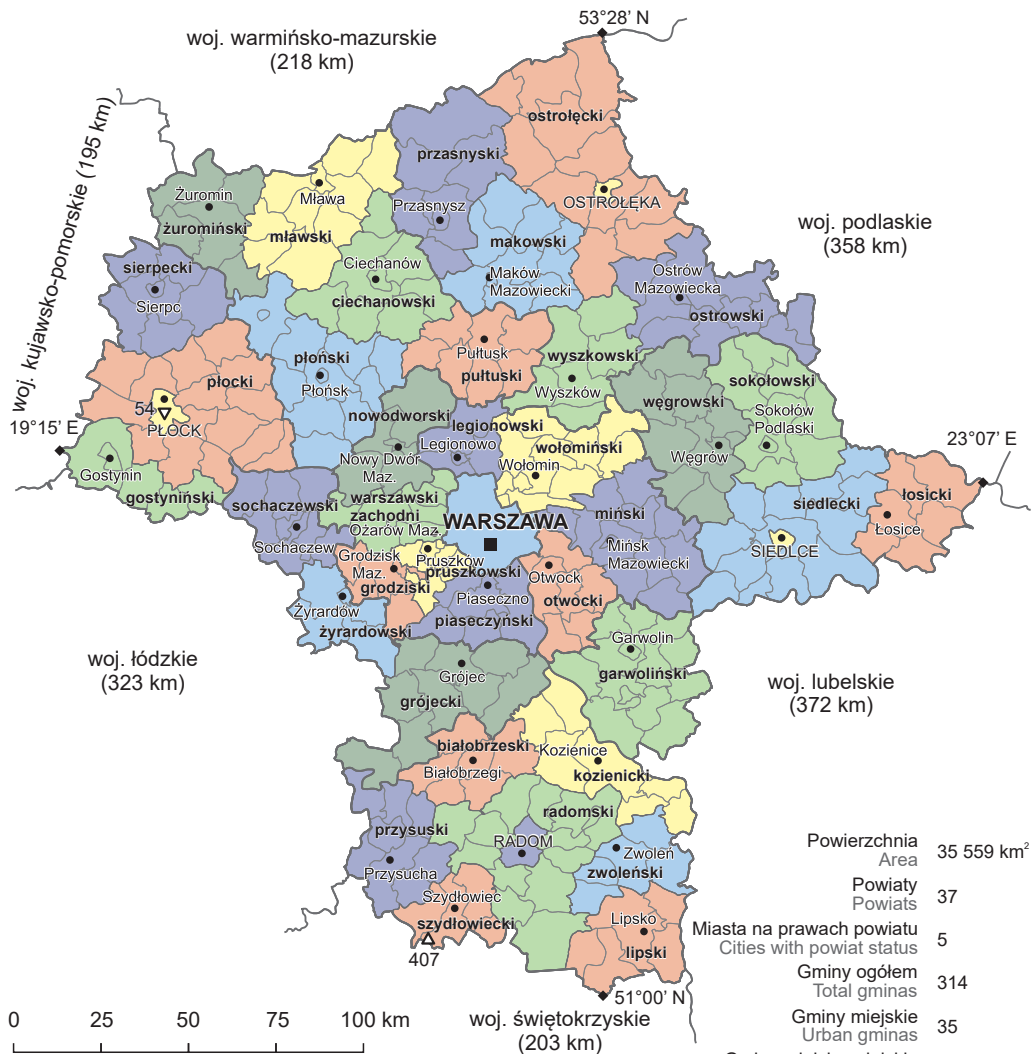 53°28' N
woj. warmińsko-mazurskie
(218 km)
woj. kujawsko-pomorskie (195 km)
woj. podlaskie
(358 km)
ostrołęcki
przasnyski
Żuromin
żuromiński
Mława
mławski
Przasnysz
OSTROŁĘKA
makowski
Maków
Mazowiecki
sierpecki
Sierpc
Ciechanów
ciechanowski
Ostrów
Mazowiecka
ostrowski
płocki
54
PŁOCK
płoński
Płońsk
Pułtusk
pułtuski
wyszkowski
Wyszków
węgrowski
Węgrów
sokołowski
Sokołów
Podlaski
19°15' E
23°07' E
Gostynin
gostyniński
nowodworski
Nowy Dwór
Maz.
legionowski
Legionowo
wołomiński
Wołomin
sochaczewski
Sochaczew
warszawski
zachodni
Ożarów Maz.
WARSZAWA
miński
Mińsk
Mazowiecki
siedlecki
SIEDLCE
łosicki
Łosice
Grodzisk
Maz.
grodziski
Pruszków
pruszkowski
Piaseczno
piaseczyński
Otwock
otwocki
Żyrardów
żyrardowski
Garwolin
garwoliński
woj. łódzkie
(323 km)
woj. lubelskie
(372 km)
Grójec
grójecki
białobrzeski
Białobrzegi
Kozienice
kozienicki
przysuski
Przysucha
radomski
RADOM
Zwoleń
zwoleński
Szydłowiec
szydłowiecki
407
Lipsko
lipski
51°00' N
woj. świętokrzyskie
(203 km)
0 25 50 100 km
Powierzchnia
Area
35 559 km²
Powiaty
Powiats
37
Miasta na prawach powiatu
Cities with powiat status
5
Gminy ogółem
Total gminas
314
Gminy miejskie
Urban gminas
35